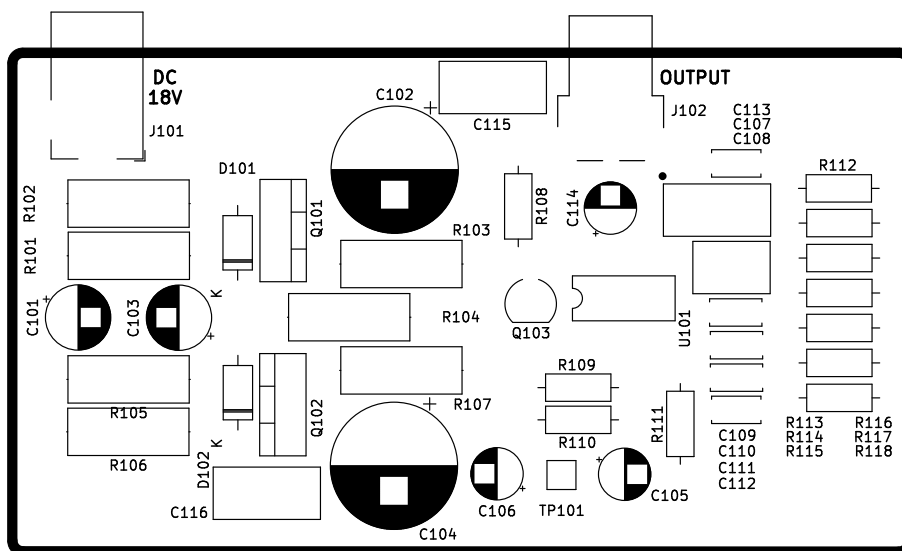 DC
18V
OUTPUT
J101
J102
C102
C115
C113
C107
C108
D101
R112
R102
R101
Q101
R103
R108
C114
C101
C103
K
R104
Q103
U101
R105
R106
R107
R109
R110
R111
Q102
D102
K
C116
C104
C106
TP101
C105
C109
C110
C111
C112
R113 R116
R114 R117
R115 R118